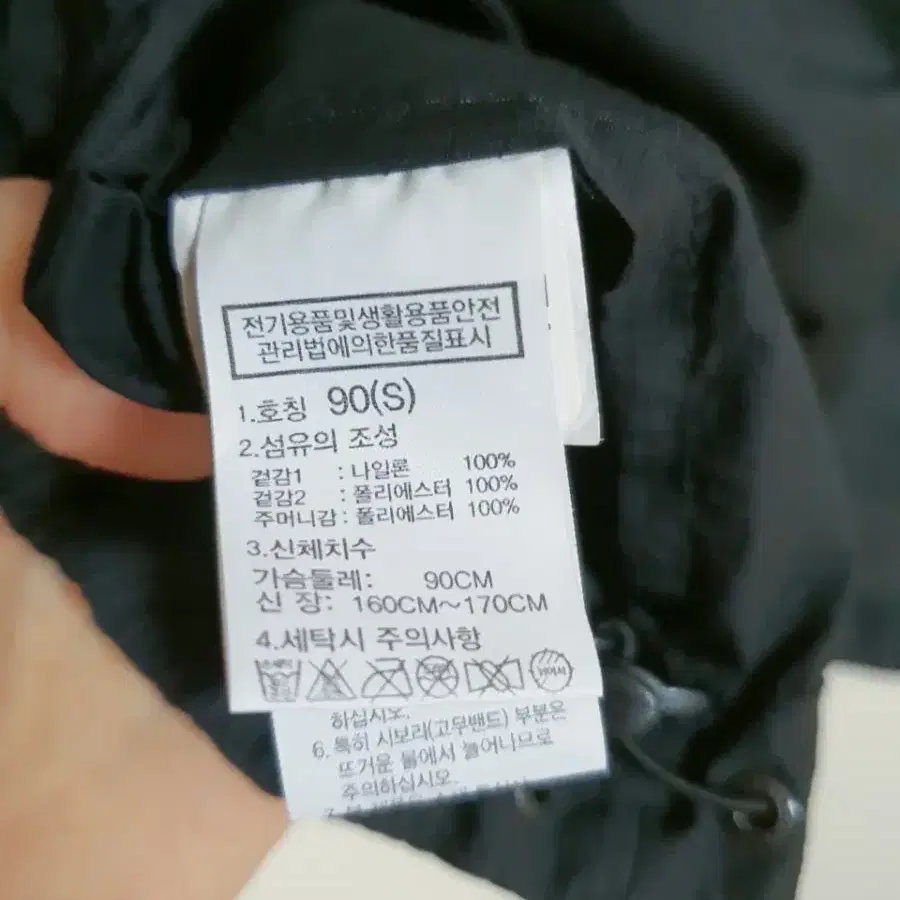 전기용품및생활용품안전
관리법에의한품질표시
1.호칭 90(S)
2.섬유의 조성
겉감1 : 나일론 100%
겉감2 : 폴리에스터 100%
주머니감 : 폴리에스터 100%
3.신체치수
가슴둘레: 90CM
신 장: 160CM~170CM
4.세탁시 주의사항
하십시오.
6.특히 시보리(고무밴드) 부분은
뜨거운 물에서 늘어나므로
주의하십시오.